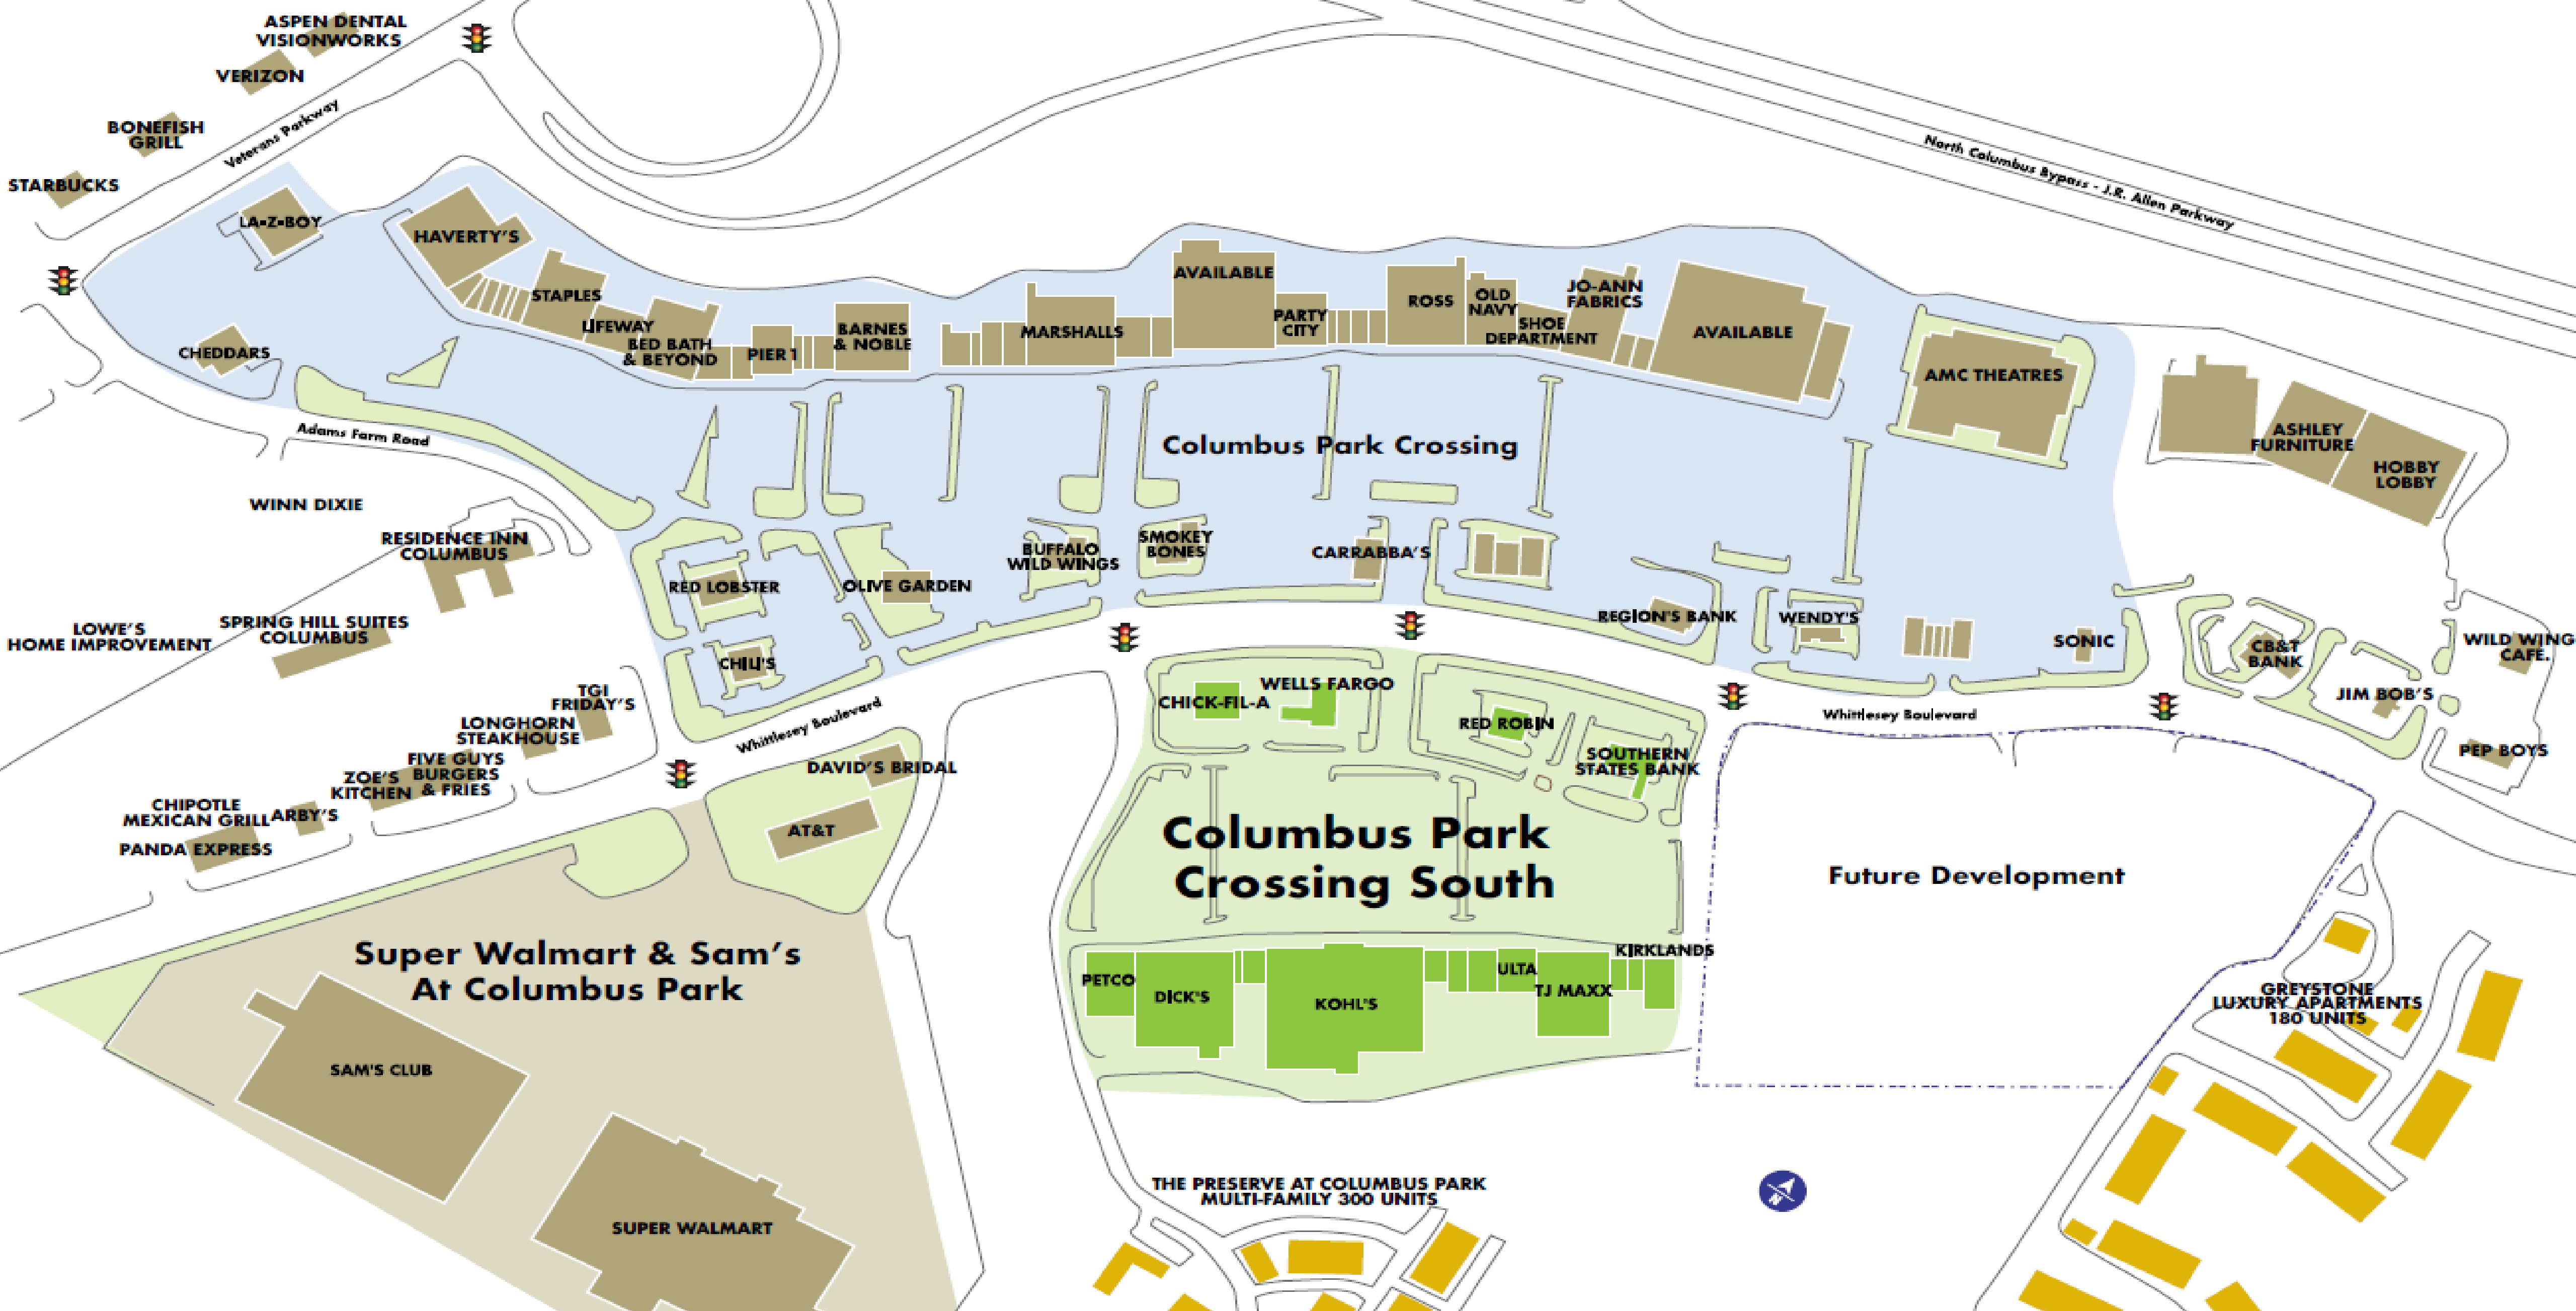 ASPEN DENTAL
VISIONWORKS
VERIZON
BONEFISH
GRILL
STARBUCKS
Veterans Parkway
North Columbus Bypass - J.R. Allen Parkway
LA-Z-BOY
HAVERTY'S
STAPLES
LIFEWAY
BED BATH
& BEYOND
PIER 1
BARNES
& NOBLE
MARSHALLS
AVAILABLE
PARTY
CITY
ROSS
OLD
NAVY
SHOE
DEPARTMENT
JO-ANN
FABRICS
AVAILABLE
AMC THEATRES
ASHLEY
FURNITURE
HOBBY
LOBBY
CHEDDARS
Adams Farm Road
Columbus Park Crossing
WINN DIXIE
RESIDENCE INN
COLUMBUS
SPRING HILL SUITES
COLUMBUS
LOWE'S
HOME IMPROVEMENT
RED LOBSTER
OLIVE GARDEN
BUFFALO
WILD WINGS
SMOKEY
BONES
CARRABBA'S
REGION'S BANK
WENDY'S
SONIC
CB&T
BANK
WILD WING
CAFE.
JIM BOB'S
PEP BOYS
CHILI'S
Whittlesey Boulevard
Whittlesey Boulevard
TGI
FRIDAY'S
LONGHORN
STEAKHOUSE
FIVE GUYS
BURGERS
& FRIES
ZOE'S
KITCHEN
ARBY'S
CHIPOTLE
MEXICAN GRILL
PANDA EXPRESS
DAVID'S BRIDAL
AT&T
CHICK-FIL-A
WELLS FARGO
RED ROBIN
SOUTHERN
STATES BANK
Columbus Park
Crossing South
Future Development
Super Walmart & Sam's
At Columbus Park
SAM'S CLUB
SUPER WALMART
PETCO
DICK'S
KOHL'S
ULTA
TJ MAXX
KIRKLANDS
GREYSTONE
LUXURY APARTMENTS
180 UNITS
THE PRESERVE AT COLUMBUS PARK
MULTI-FAMILY 300 UNITS
N